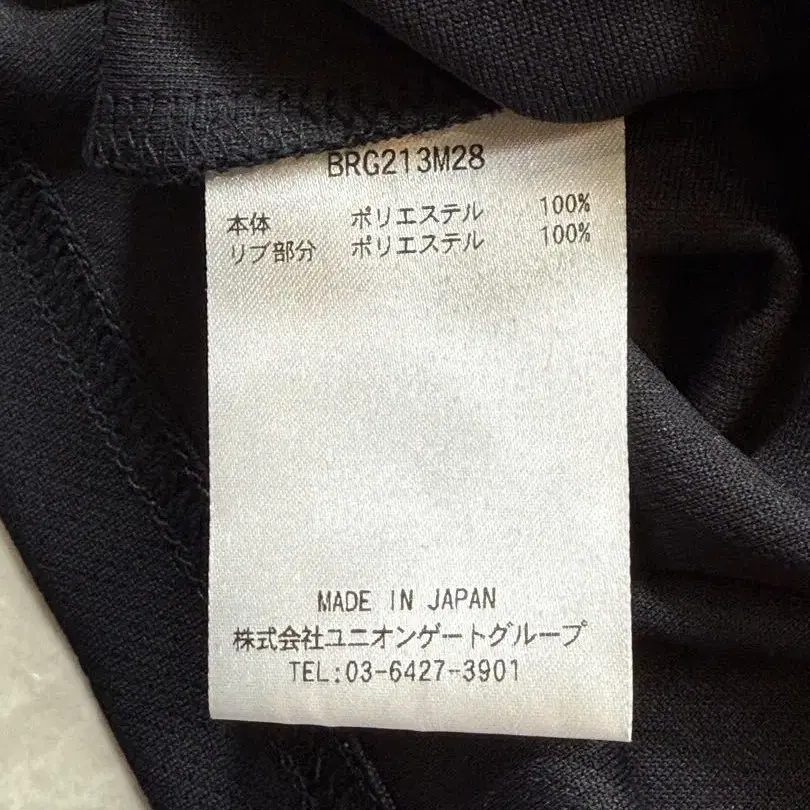 BRG213M28
本体 ポリエステル 100%
リブ部分 ポリエステル 100%
MADE IN JAPAN
株式会社ユニオンゲートグループ
TEL:03-6427-3901